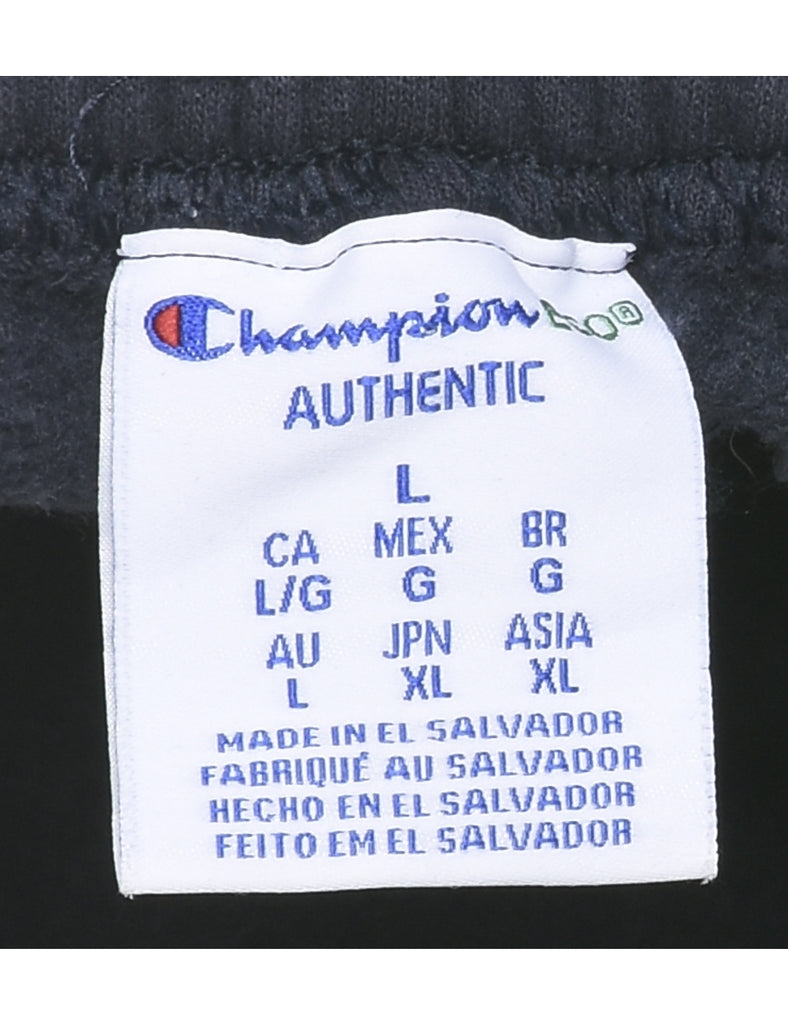 Champion®
AUTHENTIC
L
CA MEX BR
L/G G G
AU JPN ASIA
L XL XL
MADE IN EL SALVADOR
FABRIQUÉ AU SALVADOR
HECHO EN EL SALVADOR
FEITO EM EL SALVADOR